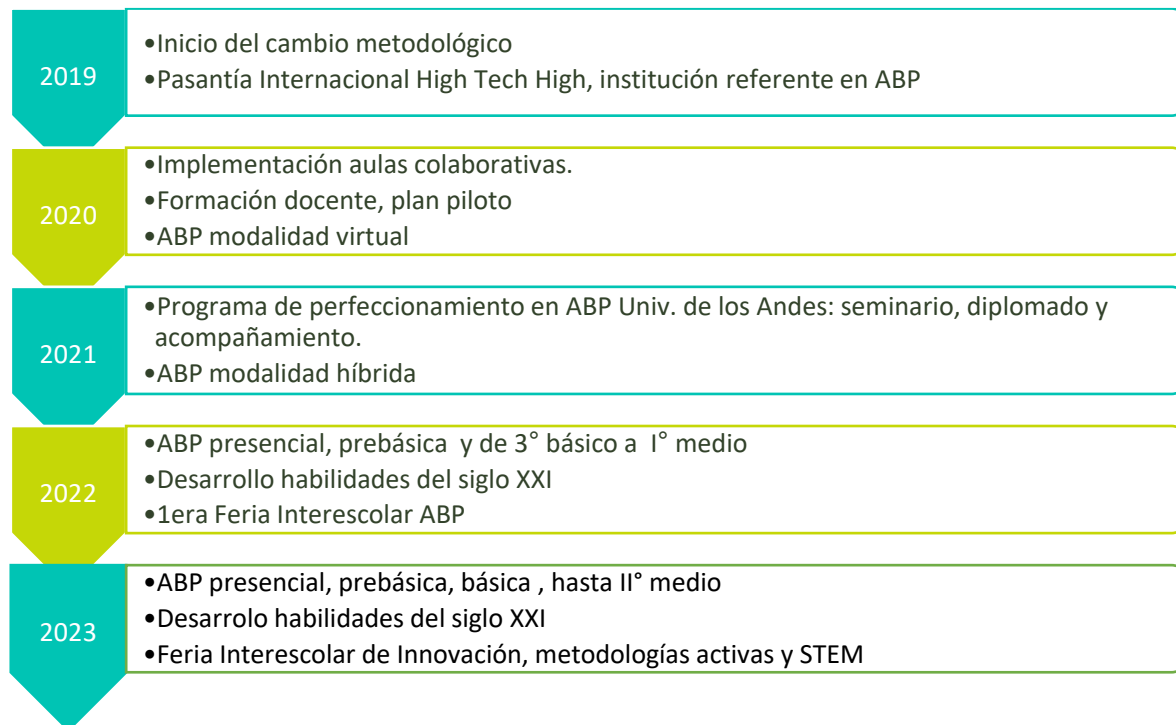 2019
•Inicio del cambio metodológico
•Pasantía Internacional High Tech High, institución referente en ABP
2020
•Implementación aulas colaborativas.
•Formación docente, plan piloto
•ABP modalidad virtual
2021
•Programa de perfeccionamiento en ABP Univ. de los Andes: seminario, diplomado y
acompañamiento.
•ABP modalidad híbrida
2022
•ABP presencial, prebásica y de 3° básico a I° medio
•Desarrollo habilidades del siglo XXI
•1era Feria Interescolar ABP
2023
•ABP presencial, prebásica, básica , hasta II° medio
•Desarrolo habilidades del siglo XXI
•Feria Interescolar de Innovación, metodologías activas y STEM